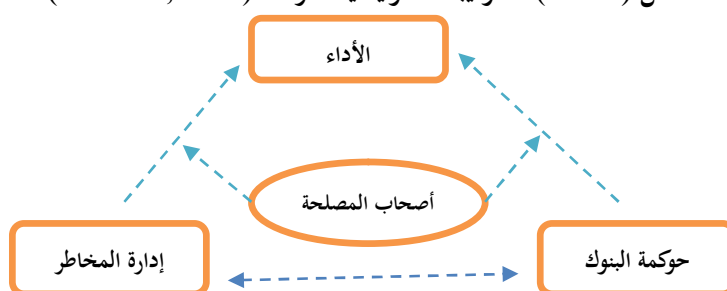 الأداء
أصحاب المصلحة
إدارة المخاطر
حوكمة البنوك